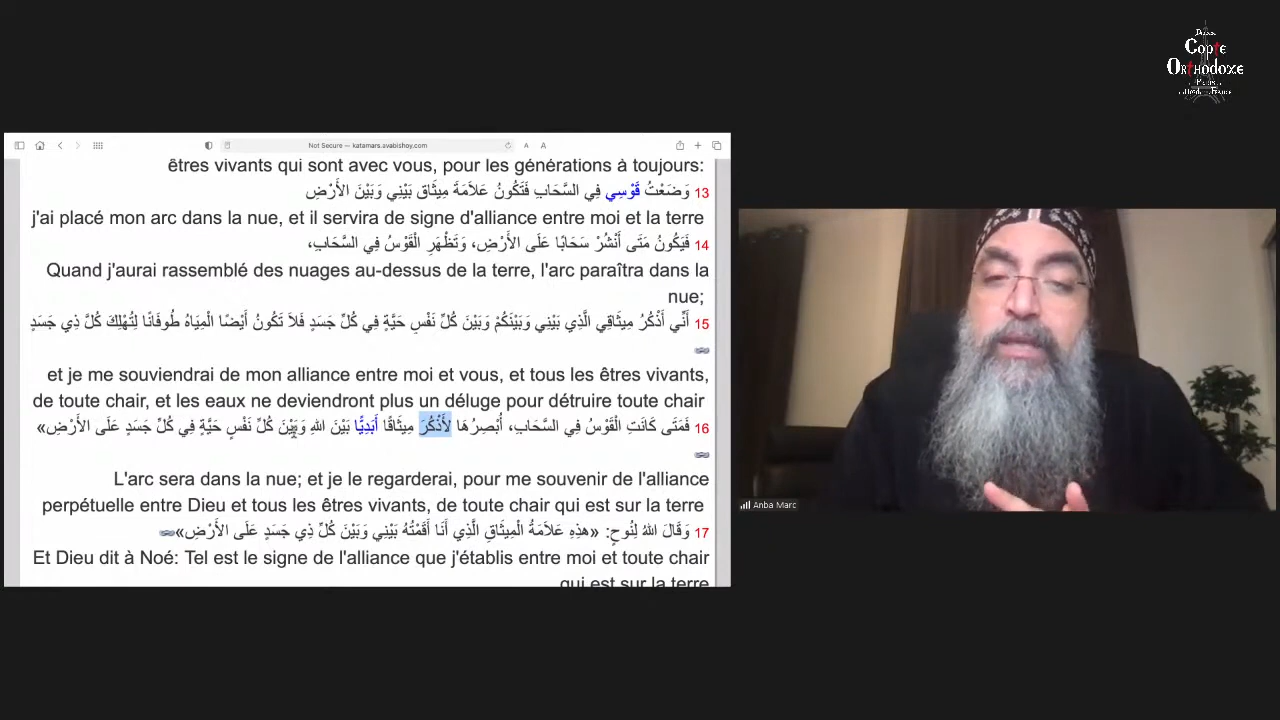 Copte
Orthodoxe
Not Secure — katamars.avabishoy.com
A A
êtres vivants qui sont avec vous, pour les générations à toujours:
13 وَضَعْتُ قَوْسِي فِي السَّحَابِ فَتَكُونُ عَلاَمَةَ مِيثَاق بَيْنِي وَبَيْنَ الأَرْضِ
j'ai placé mon arc dans la nue, et il servira de signe d'alliance entre moi et la terre
14 فَيَكُونُ مَتَى أَنْشُرْ سَحَابًا عَلَى الأَرْضِ، وَتَظْهَرِ الْقَوْسُ فِي السَّحَابِ،
Quand j'aurai rassemblé des nuages au-dessus de la terre, l'arc paraîtra dans la
nue;
15 أَنِّي أَذْكُرُ مِيثَاقِي الَّذِي بَيْنِي وَبَيْنَكُمْ وَبَيْنَ كُلِّ نَفْسٍ حَيَّةٍ فِي كُلِّ جَسَدٍ فَلاَ تَكُونُ أَيْضًا الْمِيَاهُ طُوفَانًا لِتُهْلِكَ كُلَّ ذِي جَسَدٍ
et je me souviendrai de mon alliance entre moi et vous, et tous les êtres vivants,
de toute chair, et les eaux ne deviendront plus un déluge pour détruire toute chair
16 فَمَتَى كَانَتِ الْقَوْسُ فِي السَّحَابِ، أُبْصِرُهَا لأَذْكُرَ مِيثَاقًا أَبَدِيًّا بَيْنَ اللهِ وَبَيْنَ كُلِّ نَفْسٍ حَيَّةٍ فِي كُلِّ جَسَدٍ عَلَى الأَرْضِ»
L'arc sera dans la nue; et je le regarderai, pour me souvenir de l'alliance
perpétuelle entre Dieu et tous les êtres vivants, de toute chair qui est sur la terre
17 وَقَالَ اللهُ لِنُوحٍ: «هذِهِ عَلاَمَةُ الْمِيثَاقِ الَّذِي أَنَا أَقَمْتُهُ بَيْنِي وَبَيْنَ كُلِّ ذِي جَسَدٍ عَلَى الأَرْضِ»
Et Dieu dit à Noé: Tel est le signe de l'alliance que j'établis entre moi et toute chair
qui est sur la terre
Anba Marc